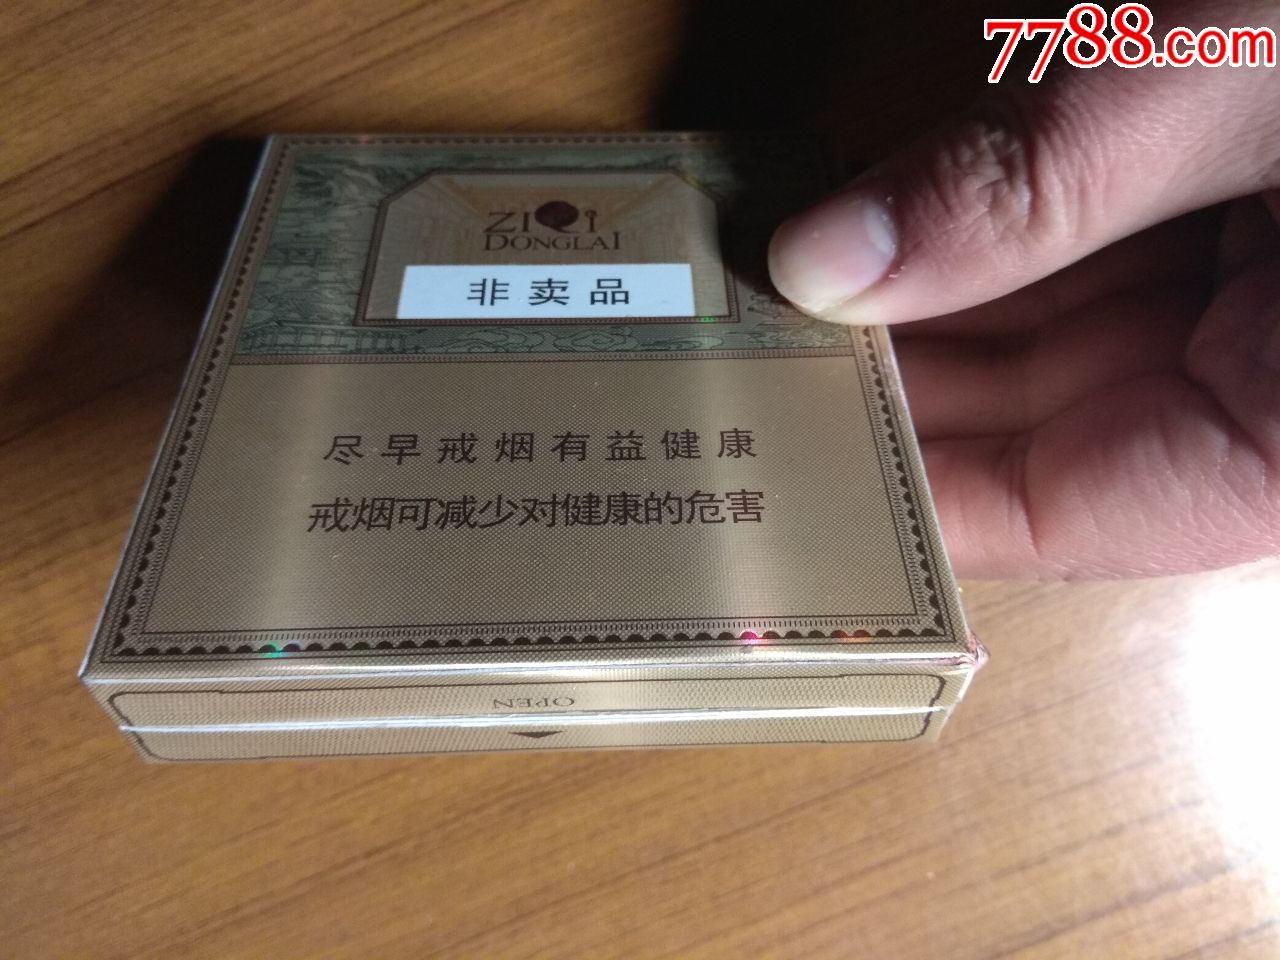 7788.com
ZIQI
DONGLAI
非卖品
尽早戒烟有益健康
戒烟可减少对健康的危害
OPEN